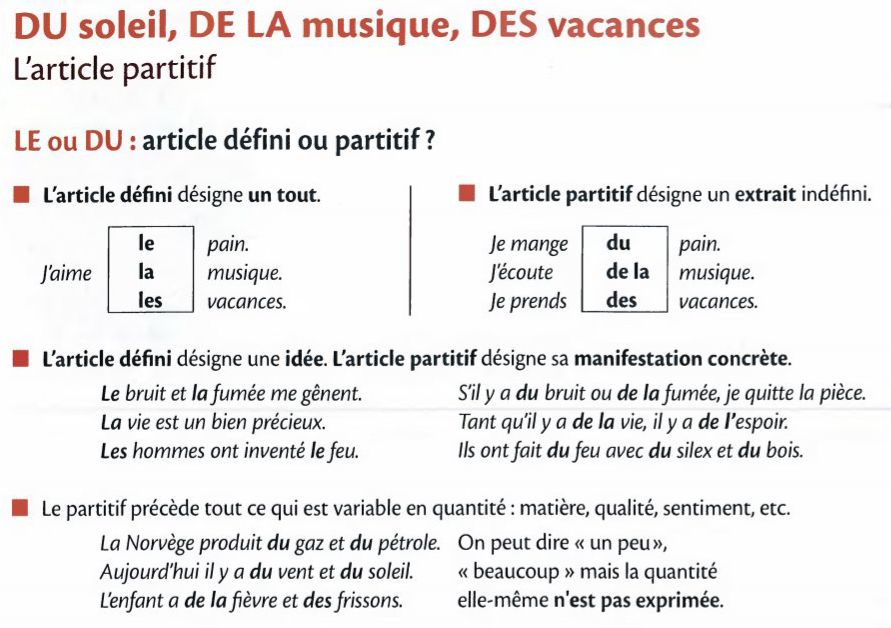 DU soleil, DE LA musique, DES vacances
L'article partitif
LE ou DU : article défini ou partitif ?
L'article défini désigne un tout.
J'aime
le pain.
la musique.
les vacances.
L'article partitif désigne un extrait indéfini.
Je mange du pain.
J'écoute de la musique.
Je prends des vacances.
L'article défini désigne une idée. L'article partitif désigne sa manifestation concrète.
Le bruit et la fumée me gênent.
S'il y a du bruit ou de la fumée, je quitte la pièce.
La vie est un bien précieux.
Tant qu'il y a de la vie, il y a de l'espoir.
Les hommes ont inventé le feu.
Ils ont fait du feu avec du silex et du bois.
Le partitif précède tout ce qui est variable en quantité : matière, qualité, sentiment, etc.
La Norvège produit du gaz et du pétrole.
Aujourd'hui il y a du vent et du soleil.
L'enfant a de la fièvre et des frissons.
On peut dire « un peu»,
« beaucoup » mais la quantité
elle-même n'est pas exprimée.